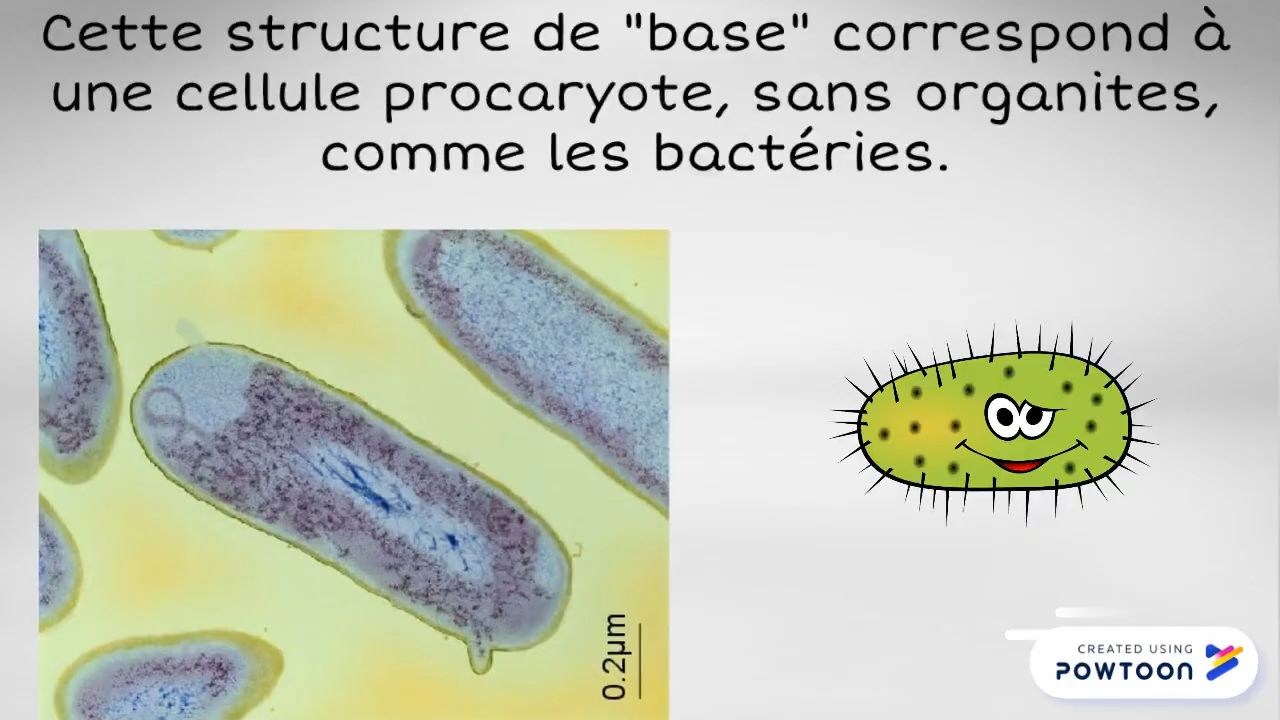 Cette structure de "base" correspond à
une cellule procaryote, sans organites,
comme les bactéries.
0.2µm
CREATED USING
POWTOON